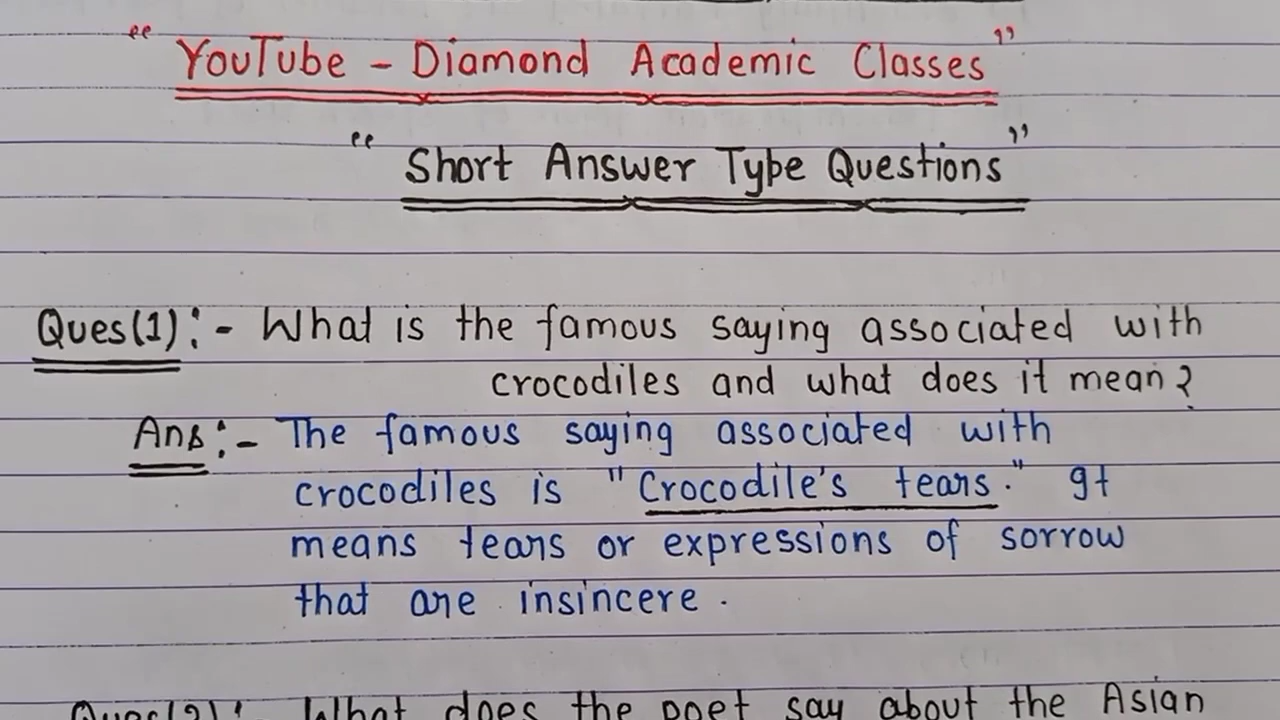 "YouTube - Diamond Academic Classes"
"Short Answer Type Questions"
Ques(1):- What is the famous saying associated with
crocodiles and what does it mean?
Ans:- The famous saying associated with
crocodiles is "Crocodile's tears." It
means tears or expressions of sorrow
that are insincere.
Ques(2):- What does the poet say about the Asian